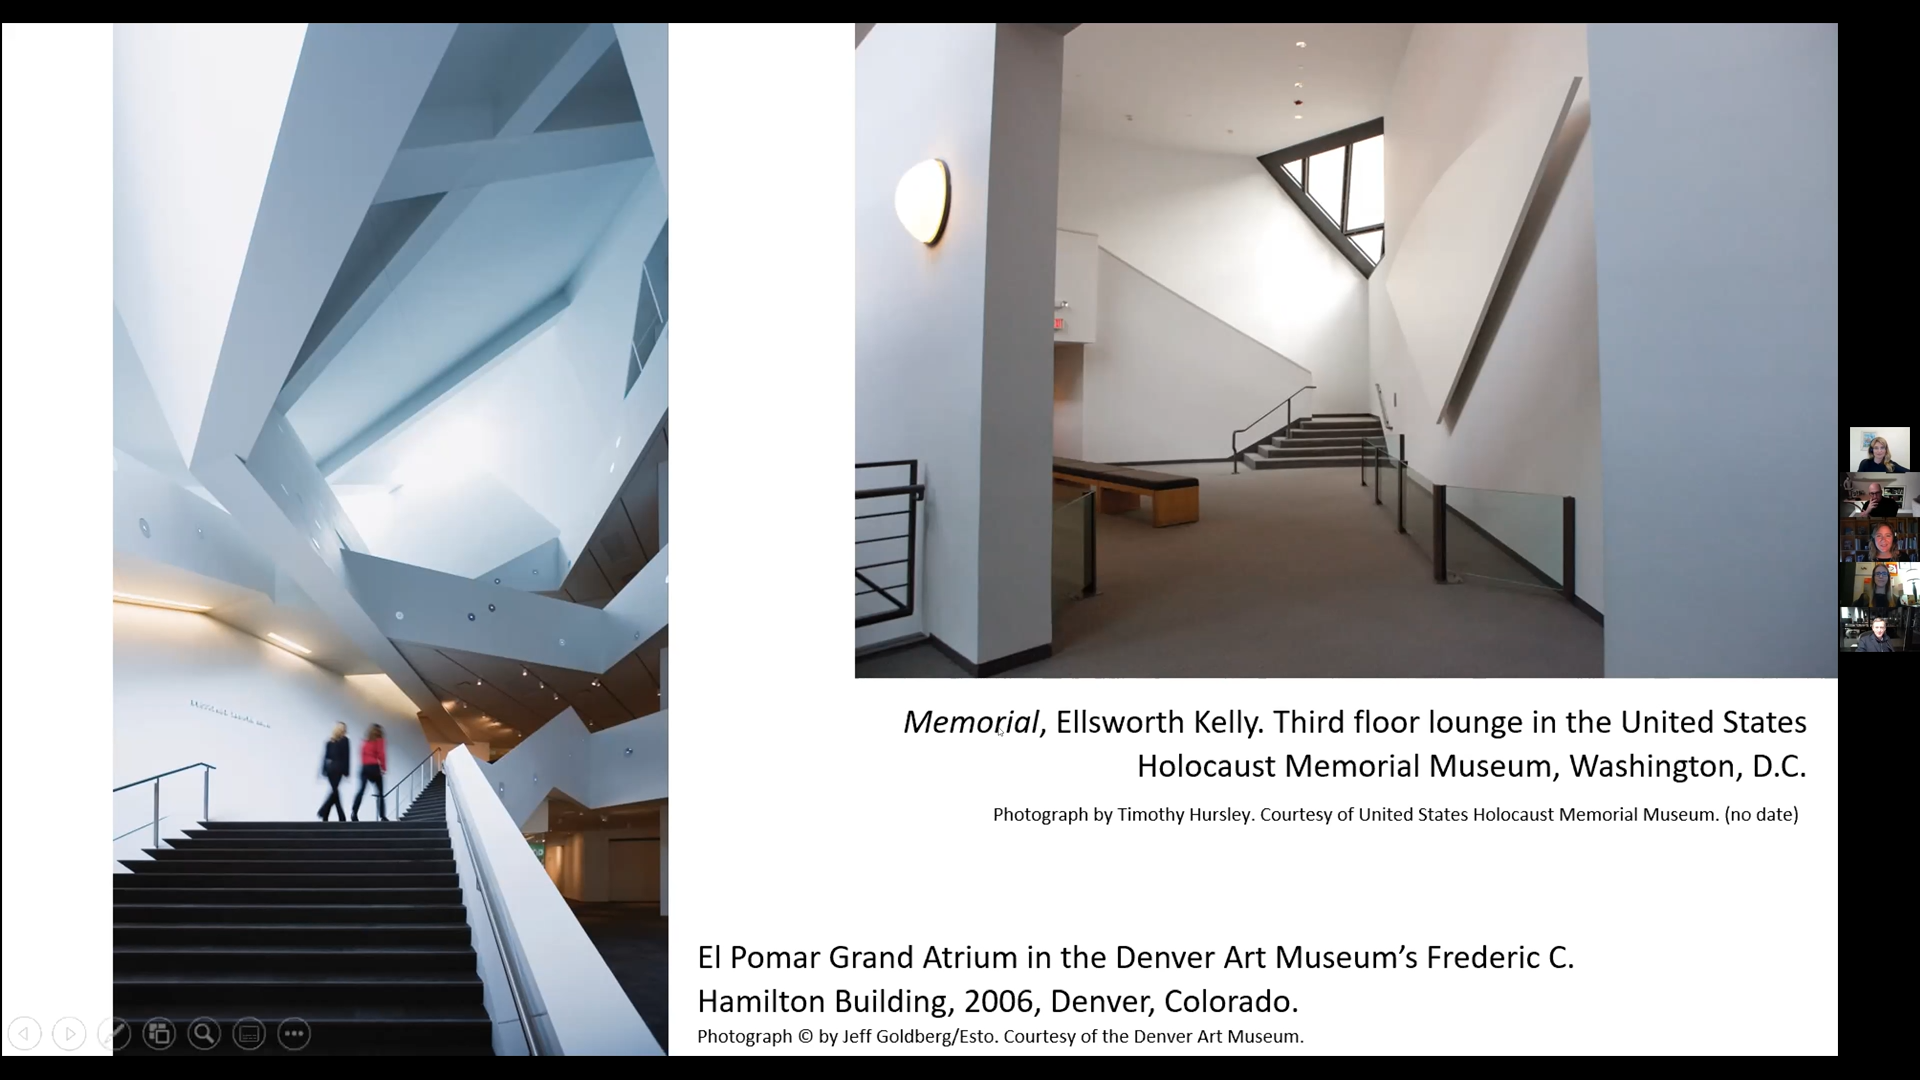 Memorial, Ellsworth Kelly. Third floor lounge in the United States
Holocaust Memorial Museum, Washington, D.C.
Photograph by Timothy Hursley. Courtesy of United States Holocaust Memorial Museum. (no date)
El Pomar Grand Atrium in the Denver Art Museum’s Frederic C.
Hamilton Building, 2006, Denver, Colorado.
Photograph © by Jeff Goldberg/Esto. Courtesy of the Denver Art Museum.